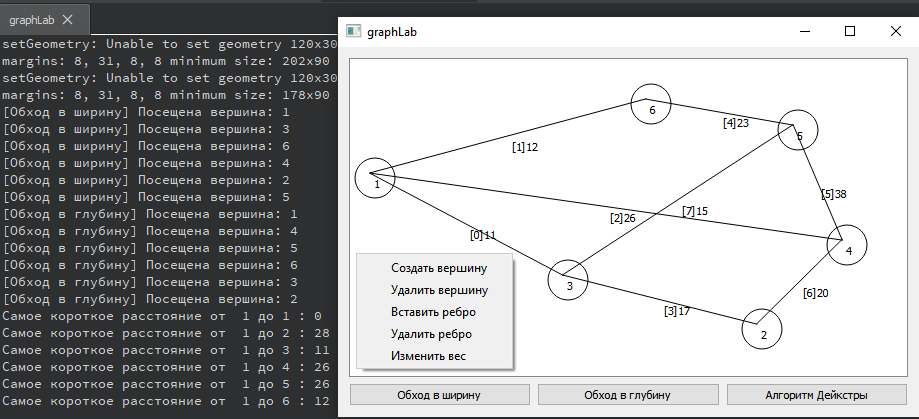 graphLab
setGeometry: Unable to set geometry 120x30
margins: 8, 31, 8, 8 minimum size: 202x90
setGeometry: Unable to set geometry 120x30
margins: 8, 31, 8, 8 minimum size: 178x90
[Обход в ширину] Посещена вершина: 1
[Обход в ширину] Посещена вершина: 3
[Обход в ширину] Посещена вершина: 6
[Обход в ширину] Посещена вершина: 4
[Обход в ширину] Посещена вершина: 2
[Обход в ширину] Посещена вершина: 5
[Обход в глубину] Посещена вершина: 1
[Обход в глубину] Посещена вершина: 4
[Обход в глубину] Посещена вершина: 5
[Обход в глубину] Посещена вершина: 6
[Обход в глубину] Посещена вершина: 3
[Обход в глубину] Посещена вершина: 2
Самое короткое расстояние от  1 до 1 : 0
Самое короткое расстояние от  1 до 2 : 28
Самое короткое расстояние от  1 до 3 : 11
Самое короткое расстояние от  1 до 4 : 26
Самое короткое расстояние от  1 до 5 : 26
Самое короткое расстояние от  1 до 6 : 12
graphLab
6
[4]23
5
[1]12
1
[5]38
[2]26
[7]15
[0]11
4
3
[6]20
[3]17
2
Создать вершину
Удалить вершину
Вставить ребро
Удалить ребро
Изменить вес
Обход в ширину
Обход в глубину
Алгоритм Дейкстры